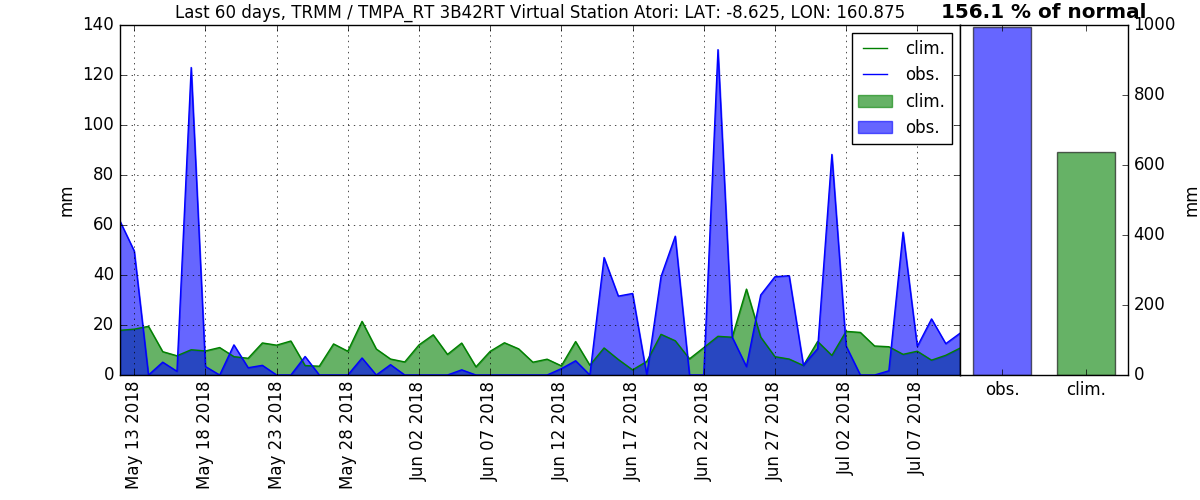 Last 60 days, TRMM / TMPA_RT 3B42RT Virtual Station Atori: LAT: -8.625, LON: 160.875
156.1 % of normal
140
120
100
80
60
40
20
0
mm
clim.
obs.
clim.
obs.
May 13 2018
May 18 2018
May 23 2018
May 28 2018
Jun 02 2018
Jun 07 2018
Jun 12 2018
Jun 17 2018
Jun 22 2018
Jun 27 2018
Jul 02 2018
Jul 07 2018
1000
800
600
400
200
0
mm
obs.
clim.